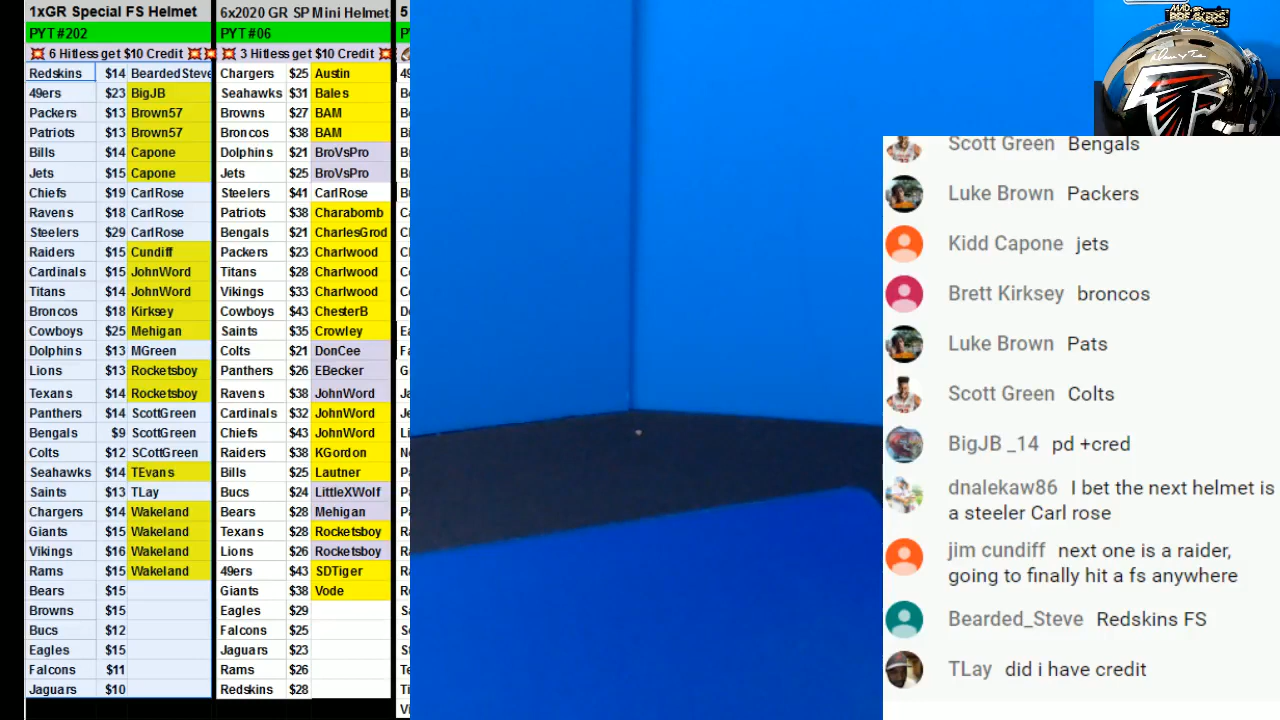 1xGR Special FS Helmet
PYT #202
6 Hitless get $10 Credit
Redskins $14 BeardedSteve
49ers $23 BigJB
Packers $13 Brown57
Patriots $13 Brown57
Bills $14 Capone
Jets $15 Capone
Chiefs $19 CarlRose
Ravens $18 CarlRose
Steelers $29 CarlRose
Raiders $15 Cundiff
Cardinals $15 JohnWord
Titans $15 JohnWord
Broncos $18 Kirksey
Cowboys $25 Mehigan
Dolphins $13 MGreen
Lions $13 Rocketsboy
Texans $14 Rocketsboy
Panthers $14 ScottGreen
Bengals $9 ScottGreen
Colts $12 SCottGreen
Seahawks $14 TEvans
Saints $13 TLay
Chargers $14 Wakeland
Giants $15 Wakeland
Vikings $16 Wakeland
Rams $15 Wakeland
Bears $15
Browns $15
Bucs $12
Eagles $15
Falcons $11
Jaguars $10
6x2020 GR SP Mini Helmet
PYT #06
3 Hitless get $10 Credit
Chargers $25 Austin
Seahawks $31 Bales
Browns $27 BAM
Broncos $38 BAM
Dolphins $21 BroVsPro
Jets $25 BroVsPro
Steelers $41 CarlRose
Patriots $38 Charabomb
Bengals $21 CharlesGrod
Packers $23 Charlwood
Titans $28 Charlwood
Vikings $33 Charlwood
Cowboys $43 ChesterB
Saints $35 Crowley
Colts $21 DonCee
Panthers $26 EBecker
Ravens $38 JohnWord
Cardinals $32 JohnWord
Chiefs $43 JohnWord
Raiders $38 KGordon
Bills $25 Lautner
Bucs $24 LittleXWolf
Bears $28 Mehigan
Texans $28 Rocketsboy
Lions $26 Rocketsboy
49ers $43 SDTiger
Giants $38 Vode
Eagles $29
Falcons $25
Jaguars $23
Rams $26
Redskins $28
5
MAD
BREAKERS
Scott Green Bengals
Luke Brown Packers
Kidd Capone jets
Brett Kirksey broncos
Luke Brown Pats
Scott Green Colts
BigJB _14 pd +cred
dnalekaw86 I bet the next helmet is
a steeler Carl rose
jim cundiff next one is a raider,
going to finally hit a fs anywhere
Bearded_Steve Redskins FS
TLay did i have credit